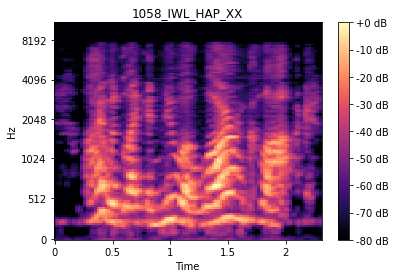 1058_IWL_HAP_XX
+0 dB
8192
-10 dB
4096
-20 dB
-30 dB
2048
Hz
-40 dB
1024
-50 dB
512
-60 dB
-70 dB
0
-80 dB
0 0.5 1 1.5 2
Time